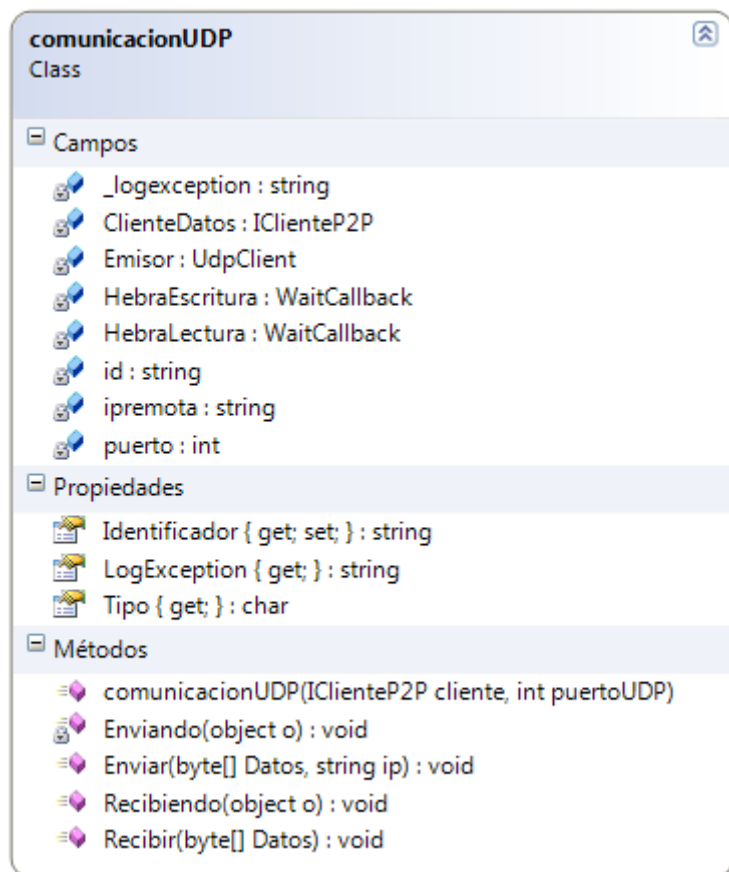 comunicacionUDP
Class
Campos
_logexception : string
ClienteDatos : IClienteP2P
Emisor : UdpClient
HebraEscritura : WaitCallback
HebraLectura : WaitCallback
id : string
ipremota : string
puerto : int
Propiedades
Identificador { get; set; } : string
LogException { get; } : string
Tipo { get; } : char
Métodos
comunicacionUDP(IClienteP2P cliente, int puertoUDP)
Enviando(object o) : void
Enviar(byte[] Datos, string ip) : void
Recibiendo(object o) : void
Recibir(byte[] Datos) : void